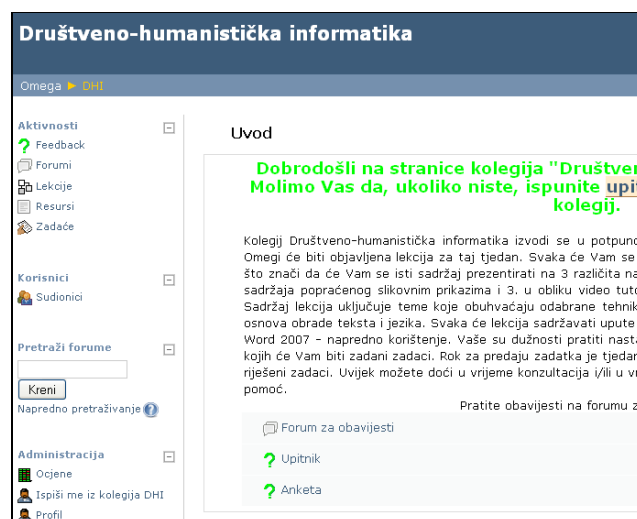 Društveno-humanistička informatika
Omega ► DHI
Aktivnosti
Feedback
Forumi
Lekcije
Resursi
Zadaće
Korisnici
Sudionici
Pretraži forume
Kreni
Napredno pretraživanje
Administracija
Ocjene
Ispiši me iz kolegija DHI
Profil
Uvod
Dobrodošli na stranice kolegija "Društve
Molimo Vas da, ukoliko niste, ispunite upi
kolegij.
Kolegij Društveno-humanistička informatika izvodi se u potpuno
Omegi će biti objavljena lekcija za taj tjedan. Svaka će Vam se
što znači da će Vam se isti sadržaj prezentirati na 3 različita na
sadržaja popraćenog slikovnim prikazima i 3. u obliku video tuto
Sadržaj lekcija uključuje teme koje obuhvaćaju odabrane tehnik
osnova obrade teksta i jezika. Svaka će lekcija sadržavati upute
Word 2007 - napredno korištenje. Vaše su dužnosti pratiti nasta
kojih će Vam biti zadani zadaci. Rok za predaju zadatka je tjedan
riješeni zadaci. Uvijek možete doći u vrijeme konzultacija i/ili u vr
pomoć.
Pratite obavijesti na forumu z
Forum za obavijesti
Upitnik
Anketa